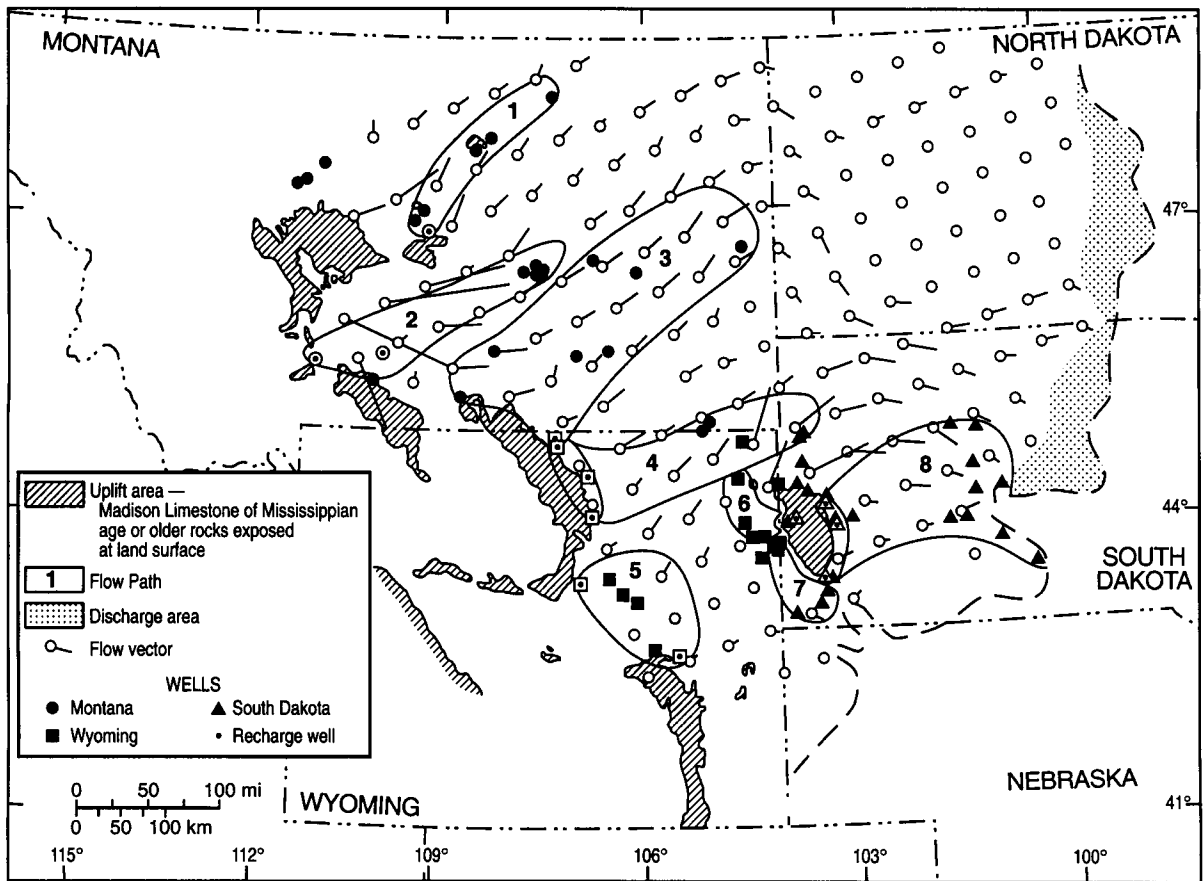 MONTANA
NORTH DAKOTA
1
47°
3
2
4
8
6
44°
5
7
SOUTH
DAKOTA
Uplift area —
Madison Limestone of Mississippian
age or older rocks exposed
at land surface
1 Flow Path
Discharge area
Flow vector
WELLS
Montana
South Dakota
Wyoming
Recharge well
0 50 100 mi
0 50 100 km
WYOMING
NEBRASKA
41°
115°
112°
109°
106°
103°
100°